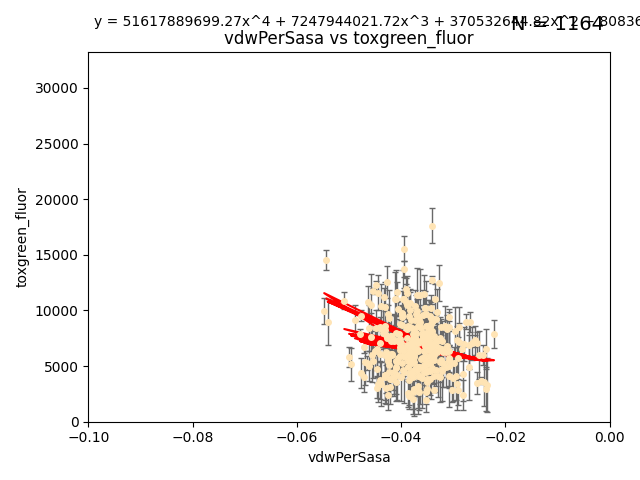 y = 51617889699.27x^4 + 7247944021.72x^3 + 370532644.82x^2 + 80836
N = 1164
vdwPerSasa vs toxgreen_fluor
30000
25000
20000
15000
10000
5000
0
toxgreen_fluor
−0.10 −0.08 −0.06 −0.04 −0.02 0.00
vdwPerSasa